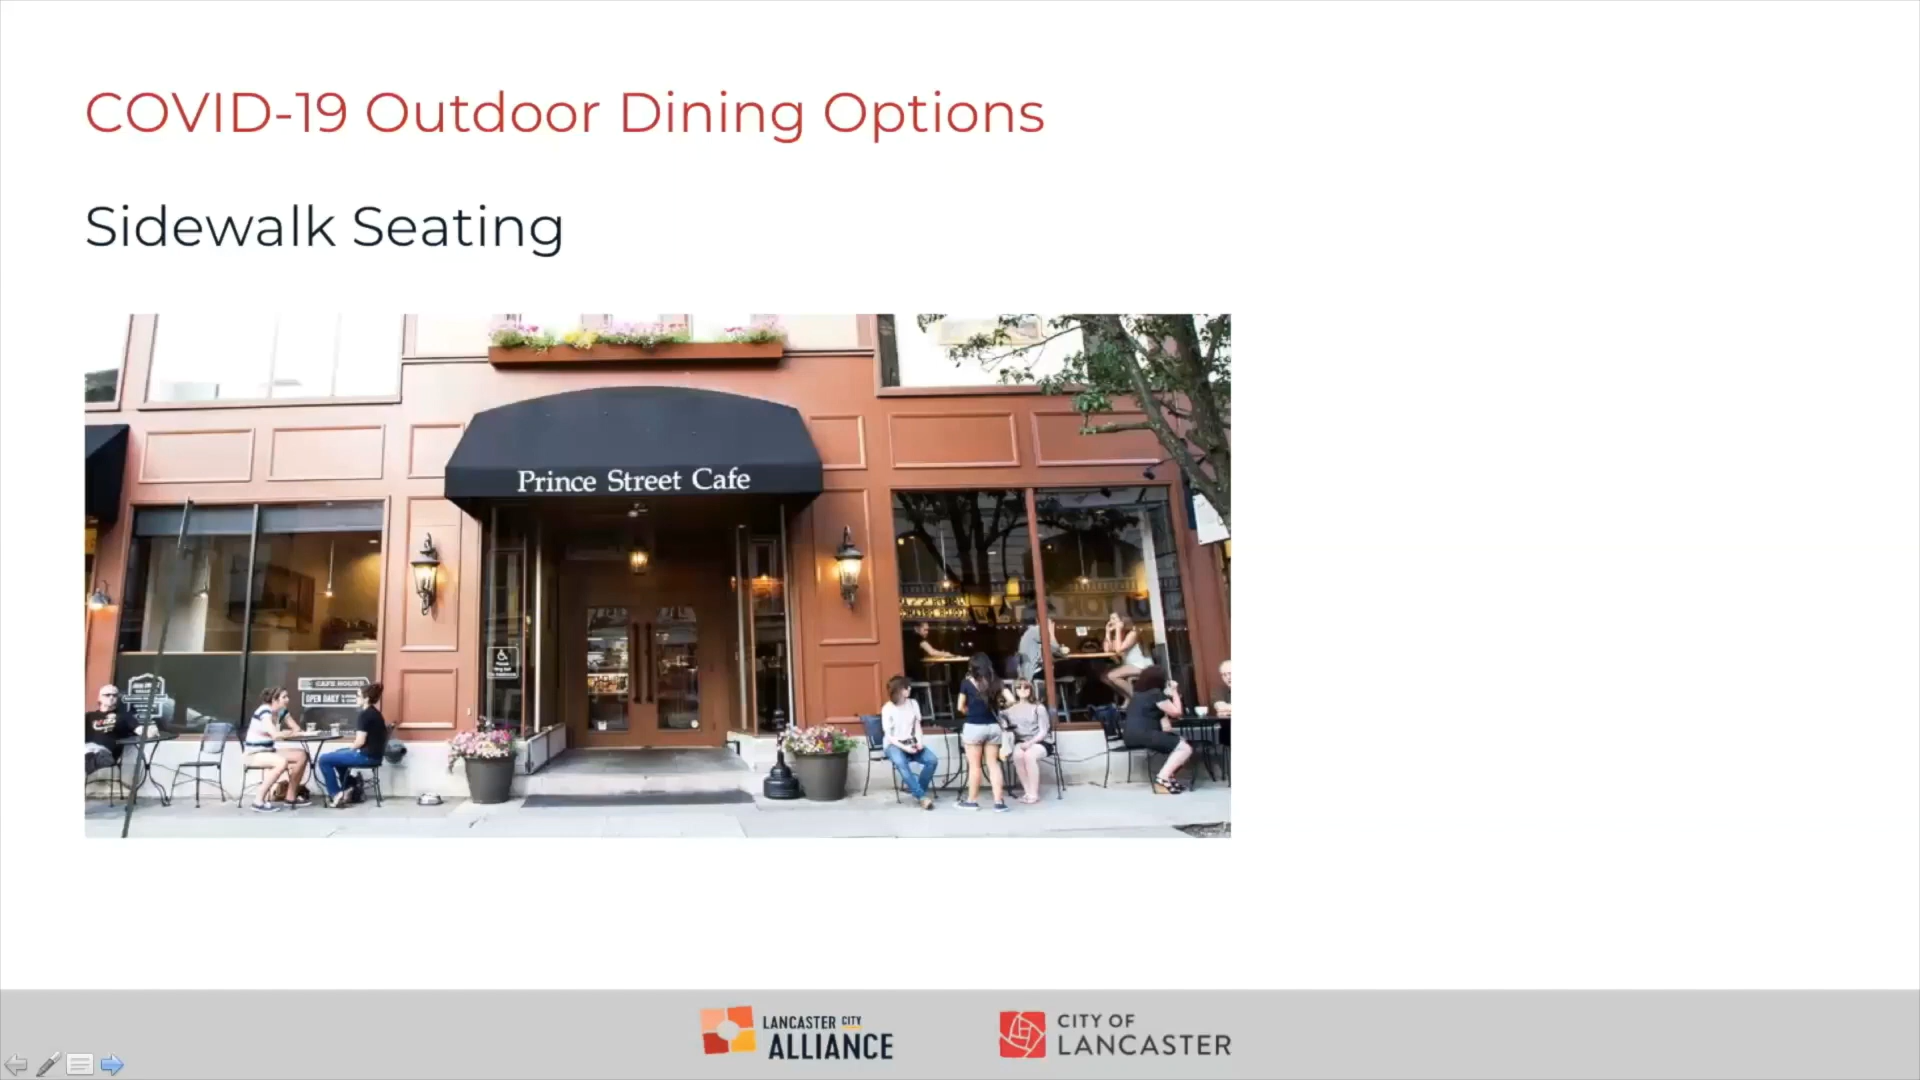 COVID-19 Outdoor Dining Options
Sidewalk Seating
Prince Street Cafe
CAFE HOURS
OPEN DAILY
LANCASTER CITY
ALLIANCE
CITY OF
LANCASTER